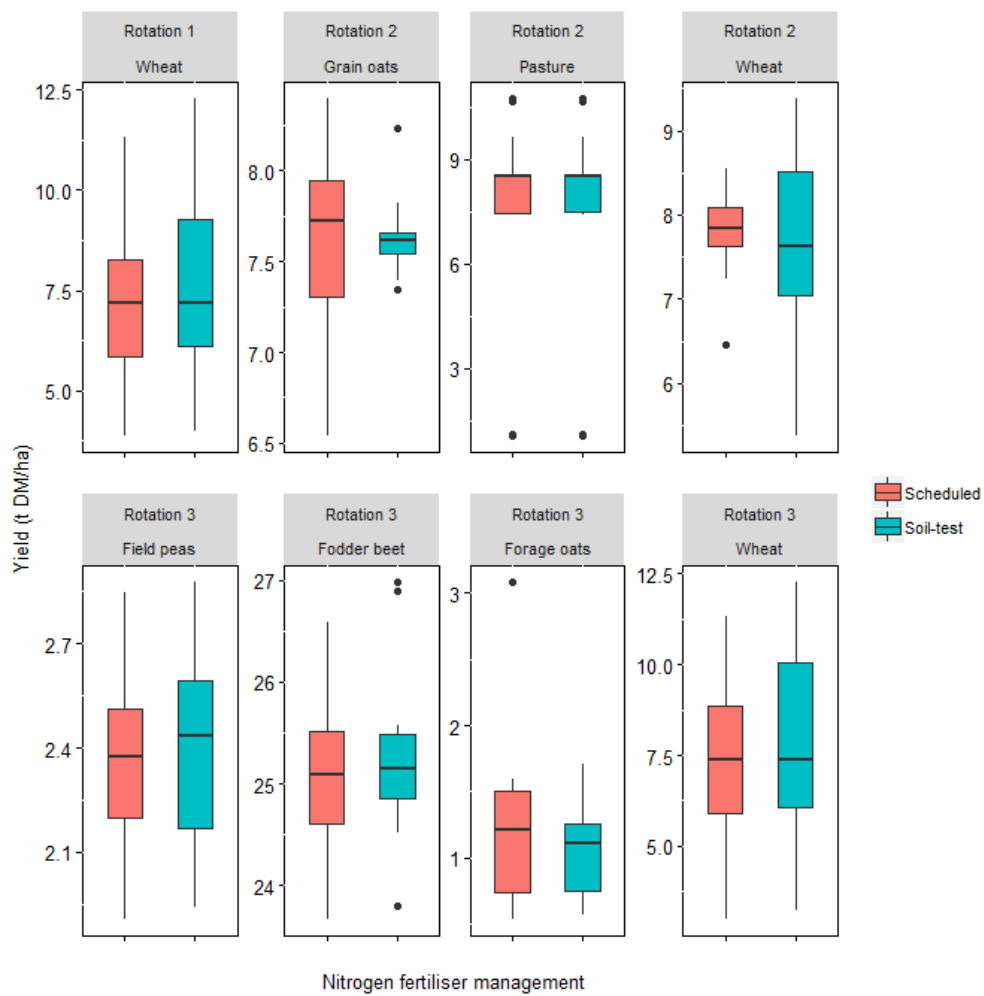 Rotation 1
Wheat
12.5
10.0
7.5
5.0
Rotation 2
Grain oats
8.0
7.5
7.0
6.5
Rotation 2
Pasture
9
6
3
Rotation 2
Wheat
9
8
7
6
Yield (t DM/ha)
Rotation 3
Field peas
2.7
2.4
2.1
Rotation 3
Fodder beet
27
26
25
24
Rotation 3
Forage oats
3
2
1
Rotation 3
Wheat
12.5
10.0
7.5
5.0
Scheduled
Soil-test
Nitrogen fertiliser management